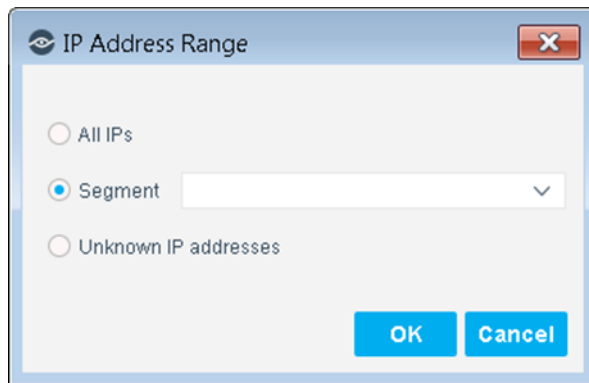 IP Address Range
All IPs
Segment
Unknown IP addresses
OK Cancel